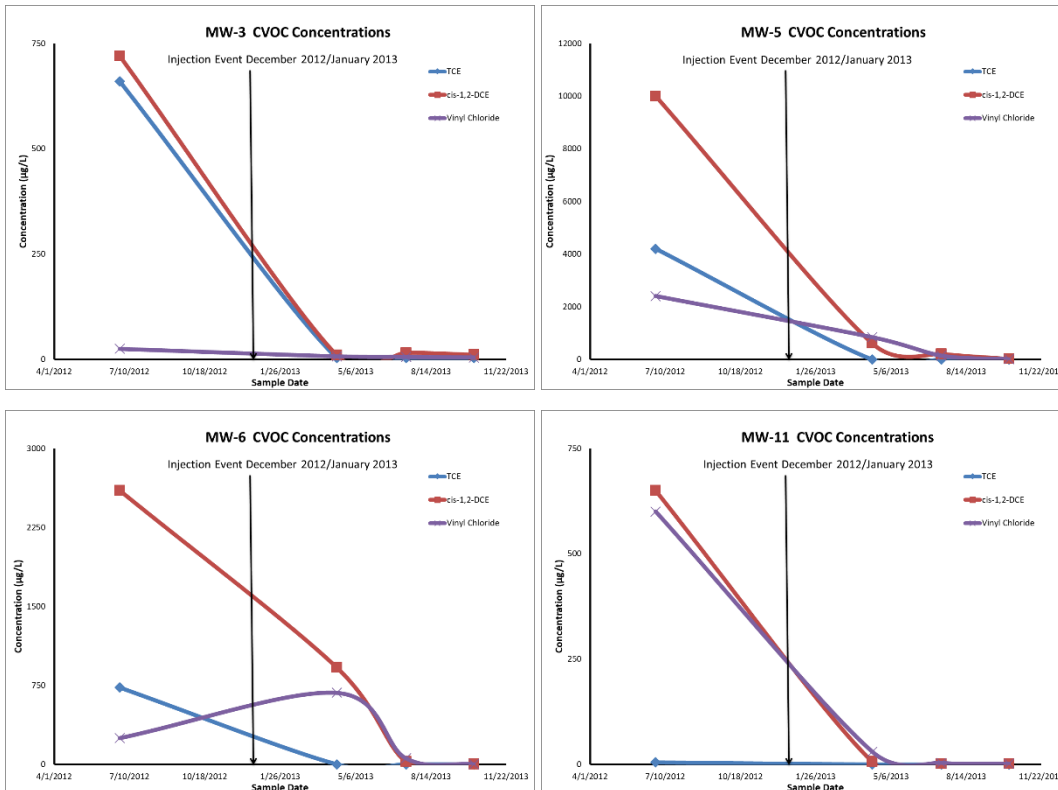 MW-3 CVOC Concentrations
750
Injection Event December 2012/January 2013
TCE
cis-1,2-DCE
Vinyl Chloride
500
Concentration (µg/L)
250
0
4/1/2012 7/10/2012 10/18/2012 1/26/2013 5/6/2013 8/14/2013 11/22/2013
Sample Date
MW-5 CVOC Concentrations
12000
Injection Event December 2012/January 2013
TCE
10000
cis-1,2-DCE
Vinyl Chloride
8000
6000
Concentration (µg/L)
4000
2000
0
4/1/2012 7/10/2012 10/18/2012 1/26/2013 5/6/2013 8/14/2013 11/22/2013
Sample Date
MW-6 CVOC Concentrations
3000
Injection Event December 2012/January 2013
TCE
cis-1,2-DCE
Vinyl Chloride
2250
1500
Concentration (µg/L)
750
0
4/1/2012 7/10/2012 10/18/2012 1/26/2013 5/6/2013 8/14/2013 11/22/2013
Sample Date
MW-11 CVOC Concentrations
750
Injection Event December 2012/January 2013
TCE
cis-1,2-DCE
Vinyl Chloride
500
Concentration (µg/L)
250
0
4/1/2012 7/10/2012 10/18/2012 1/26/2013 5/6/2013 8/14/2013 11/22/201
Sample Date